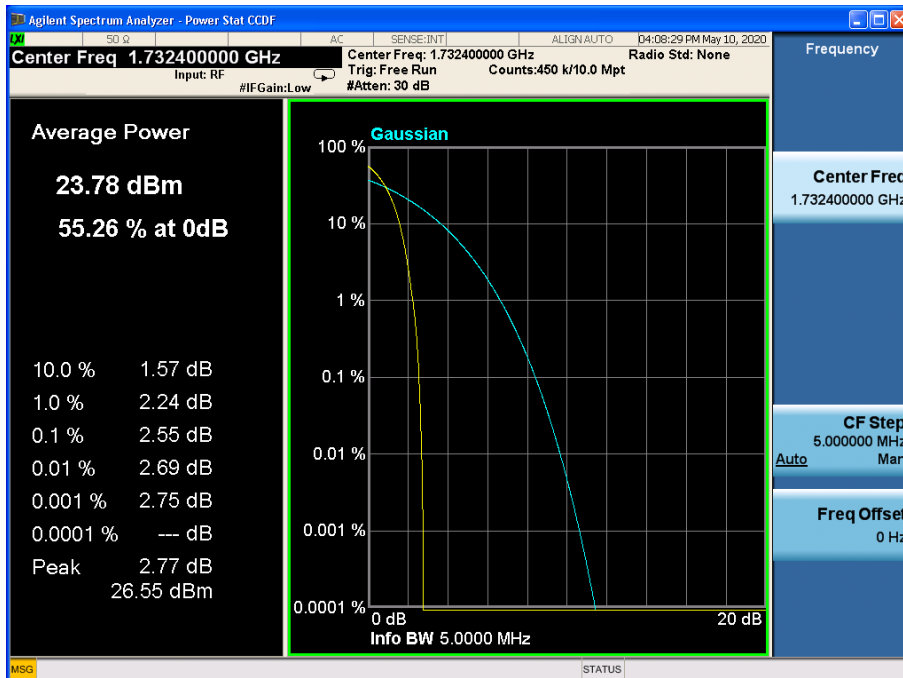 Agilent Spectrum Analyzer - Power Stat CCDF
LXI 50 Ω AC SENSE:INT ALIGN AUTO 04:08:29 PM May 10, 2020
Center Freq 1.732400000 GHz
Input: RF
#IFGain:Low
Center Freq: 1.732400000 GHz Radio Std: None
Trig: Free Run Counts:450 k/10.0 Mpt
#Atten: 30 dB
Average Power
23.78 dBm
55.26 % at 0dB
10.0 % 1.57 dB
1.0 % 2.24 dB
0.1 % 2.55 dB
0.01 % 2.69 dB
0.001 % 2.75 dB
0.0001 % --- dB
Peak 2.77 dB
26.55 dBm
Gaussian
100 %
10 %
1 %
0.1 %
0.01 %
0.001 %
0.0001 %
0 dB 20 dB
Info BW 5.0000 MHz
Frequency
Center Freq
1.732400000 GHz
CF Step
5.000000 MHz
Auto Man
Freq Offset
0 Hz
MSG STATUS